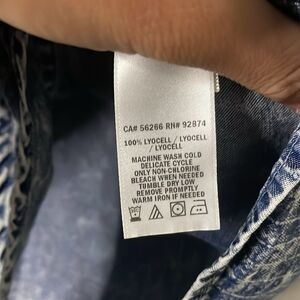 CA# 56266 RN# 92874
100% LYOCELL / LYOCELL
/ LYOCELL
MACHINE WASH COLD
DELICATE CYCLE
ONLY NON-CHLORINE
BLEACH WHEN NEEDED
TUMBLE DRY LOW
REMOVE PROMPTLY
WARM IRON IF NEEDED